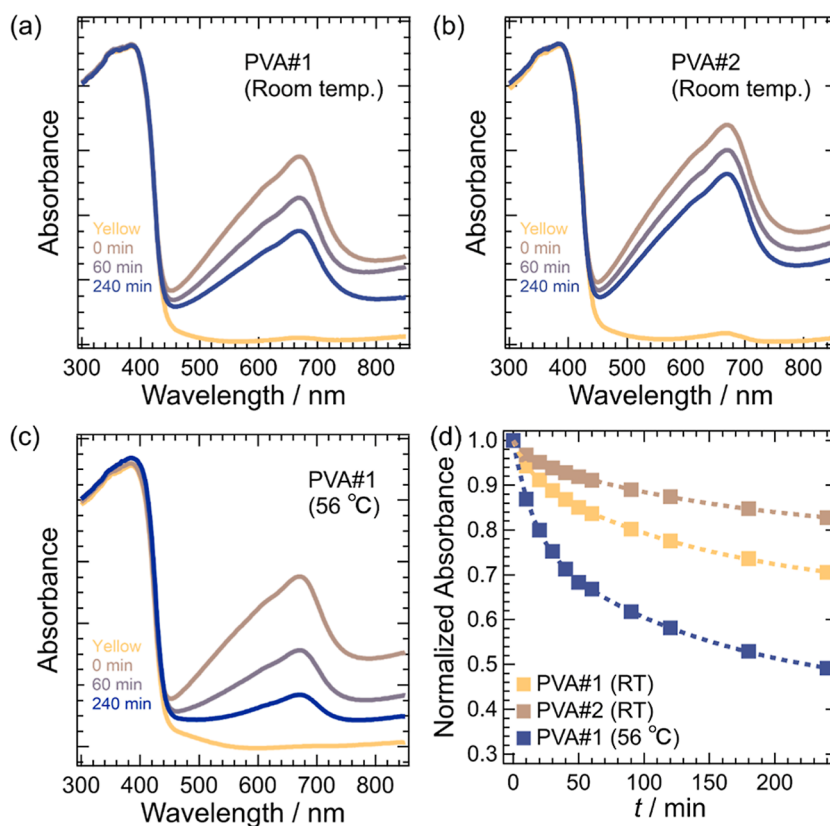 (a)
PVA#1
(Room temp.)
Absorbance
Yellow
0 min
60 min
240 min
300 400 500 600 700 800
Wavelength / nm
(b)
PVA#2
(Room temp.)
Absorbance
Yellow
0 min
60 min
240 min
300 400 500 600 700 800
Wavelength / nm
(c)
PVA#1
(56 °C)
Absorbance
Yellow
0 min
60 min
240 min
300 400 500 600 700 800
Wavelength / nm
(d)
1.0
0.9
0.8
0.7
0.6
0.5
0.4
0.3
Normalized Absorbance
PVA#1 (RT)
PVA#2 (RT)
PVA#1 (56 °C)
0 50 100 150 200
t / min